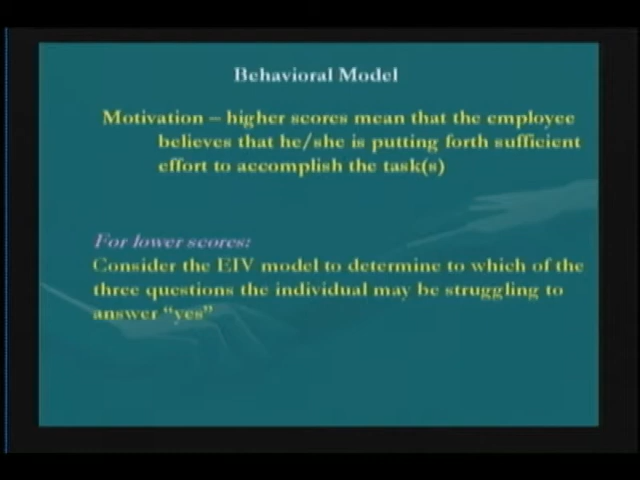 Behavioral Model
Motivation – higher scores mean that the employee
believes that he/she is putting forth sufficient
effort to accomplish the task(s)
For lower scores:
Consider the EIV model to determine to which of the
three questions the individual may be struggling to
answer “yes”